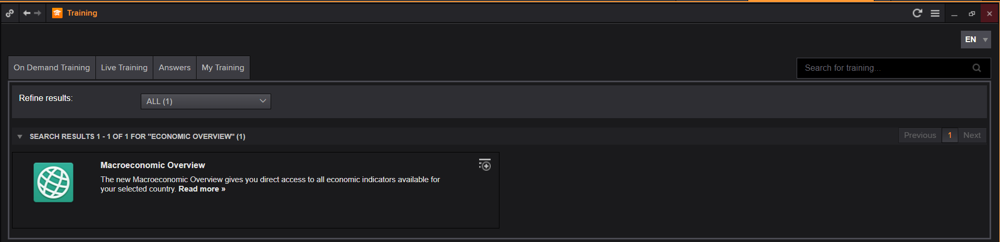 Training
EN
On Demand Training
Live Training
Answers
My Training
Search for training...
Refine results:
ALL (1)
SEARCH RESULTS 1 - 1 OF 1 FOR "ECONOMIC OVERVIEW" (1)
Previous
1
Next
Macroeconomic Overview
The new Macroeconomic Overview gives you direct access to all economic indicators available for
your selected country. Read more »